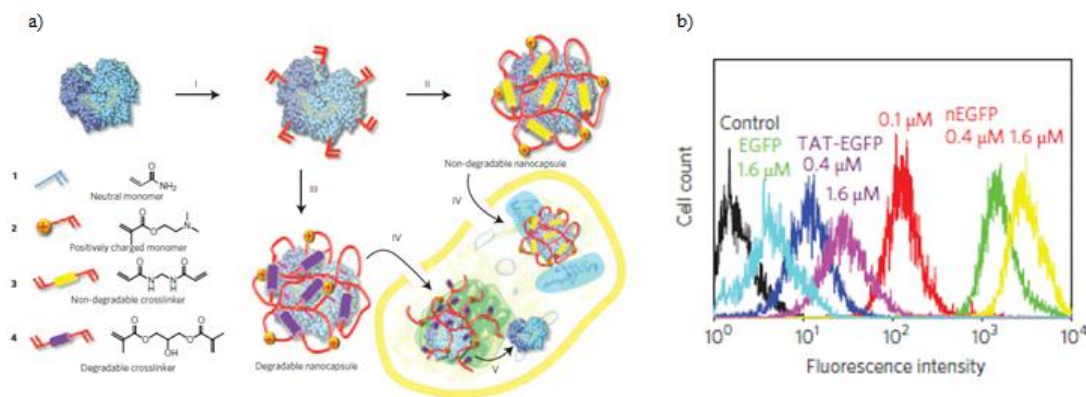 a)
I
II
Non-degradable nanocapsule
1
NH₂
Neutral monomer
III
IV
2
O
O
N
Positively charged monomer
IV
3
O
N
H
N
H
O
Non-degradable crosslinker
4
O
O
OH
O
O
Degradable crosslinker
Degradable nanocapsule
V
b)
Control
EGFP
1.6 μM
TAT-EGFP
0.4 μM
1.6 μM
0.1 μM
nEGFP
0.4 μM
1.6 μM
Cell count
10⁰
10¹
10²
10³
10⁴
Fluorescence intensity